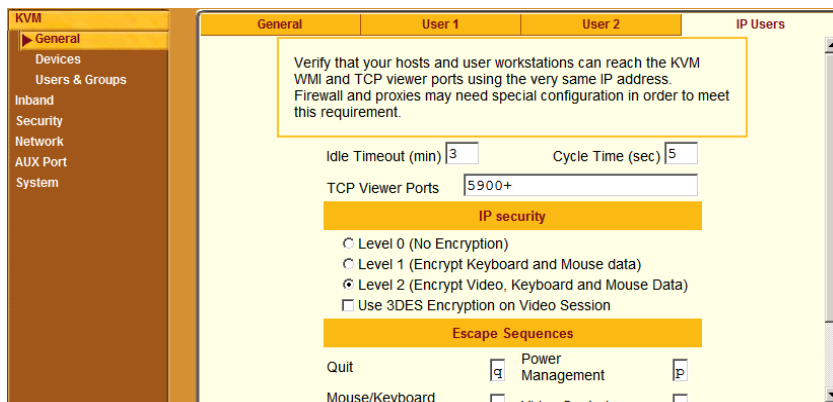 KVM
General
Devices
Users & Groups
Inband
Security
Network
AUX Port
System
General
User 1
User 2
IP Users
Verify that your hosts and user workstations can reach the KVM
WMI and TCP viewer ports using the very same IP address.
Firewall and proxies may need special configuration in order to meet
this requirement.
Idle Timeout (min) 3
Cycle Time (sec) 5
TCP Viewer Ports 5900+
IP security
Level 0 (No Encryption)
Level 1 (Encrypt Keyboard and Mouse data)
Level 2 (Encrypt Video, Keyboard and Mouse Data)
Use 3DES Encryption on Video Session
Escape Sequences
Quit q
Power
Management p
Mouse/Keyboard